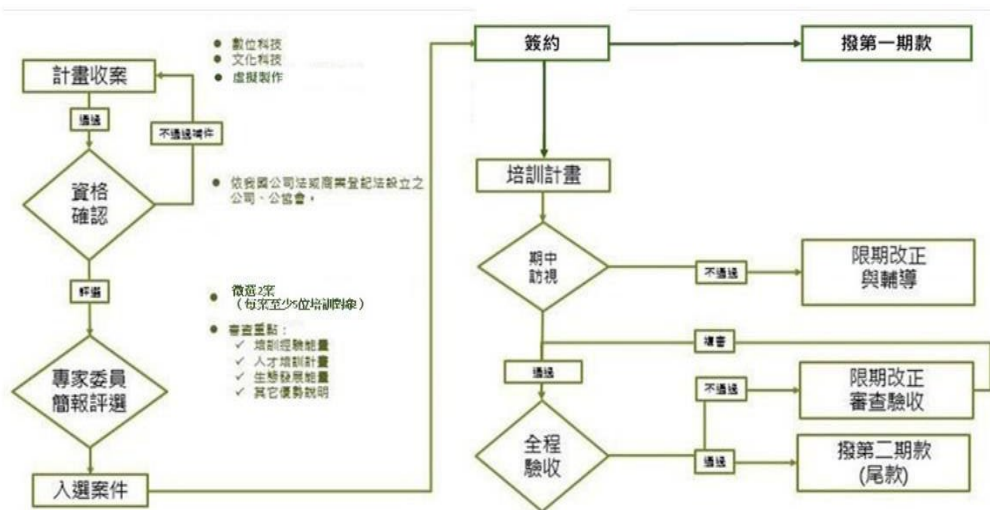 計畫收案
數位科技
文化科技
虛擬製作
通過
不通過補件
資格
確認
依我國公司法或商業登記法設立之
公司、公協會。
評選
徵選2案
(每案至少5位培訓對象)
審查重點:
培訓經驗能量
人才培訓計畫
生態發展能量
其它優勢說明
專家委員
簡報評選
入選案件
簽約
撥第一期款
培訓計畫
期中
訪視
不通過
限期改正
與輔導
複審
通過
不通過
限期改正
審查驗收
全程
驗收
通過
撥第二期款
(尾款)